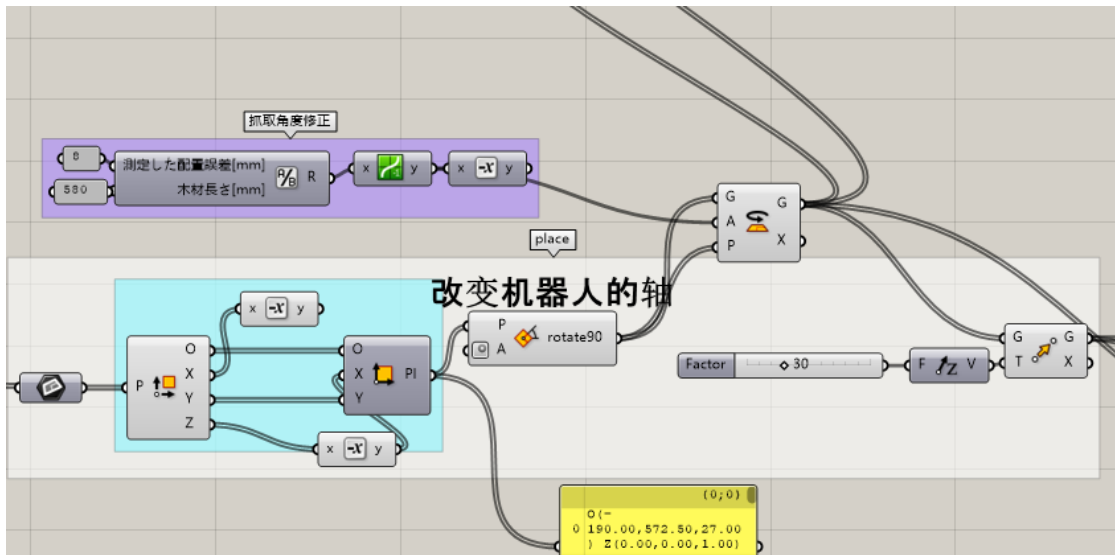 抓取角度修正
8
580
測定した配置誤差[mm]
木材長さ[mm]
A/B
R
x y
x -x y
place
G
A
P
G
X
改变机器人的轴
x -x y
P
A
rotate90
P
O
X
Y
Z
O
X
Y
Pl
x -x y
Factor
30
F Z V
G
T
G
X
{0;0}
0
O(-
190.00,572.50,27.00
) Z(0.00,0.00,1.00)